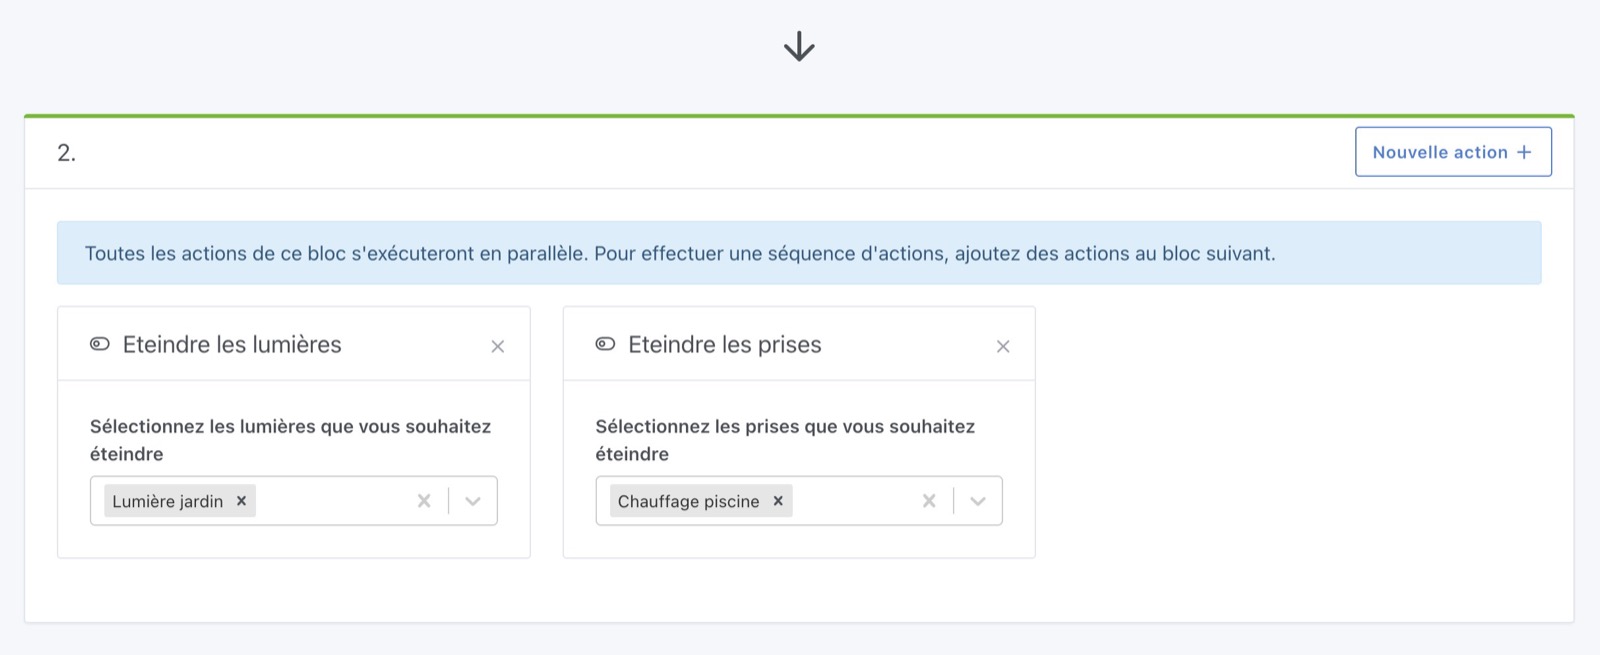 2.
Nouvelle action +
Toutes les actions de ce bloc s'exécuteront en parallèle. Pour effectuer une séquence d'actions, ajoutez des actions au bloc suivant.
Eteindre les lumières
Sélectionnez les lumières que vous souhaitez
éteindre
Lumière jardin
Eteindre les prises
Sélectionnez les prises que vous souhaitez
éteindre
Chauffage piscine